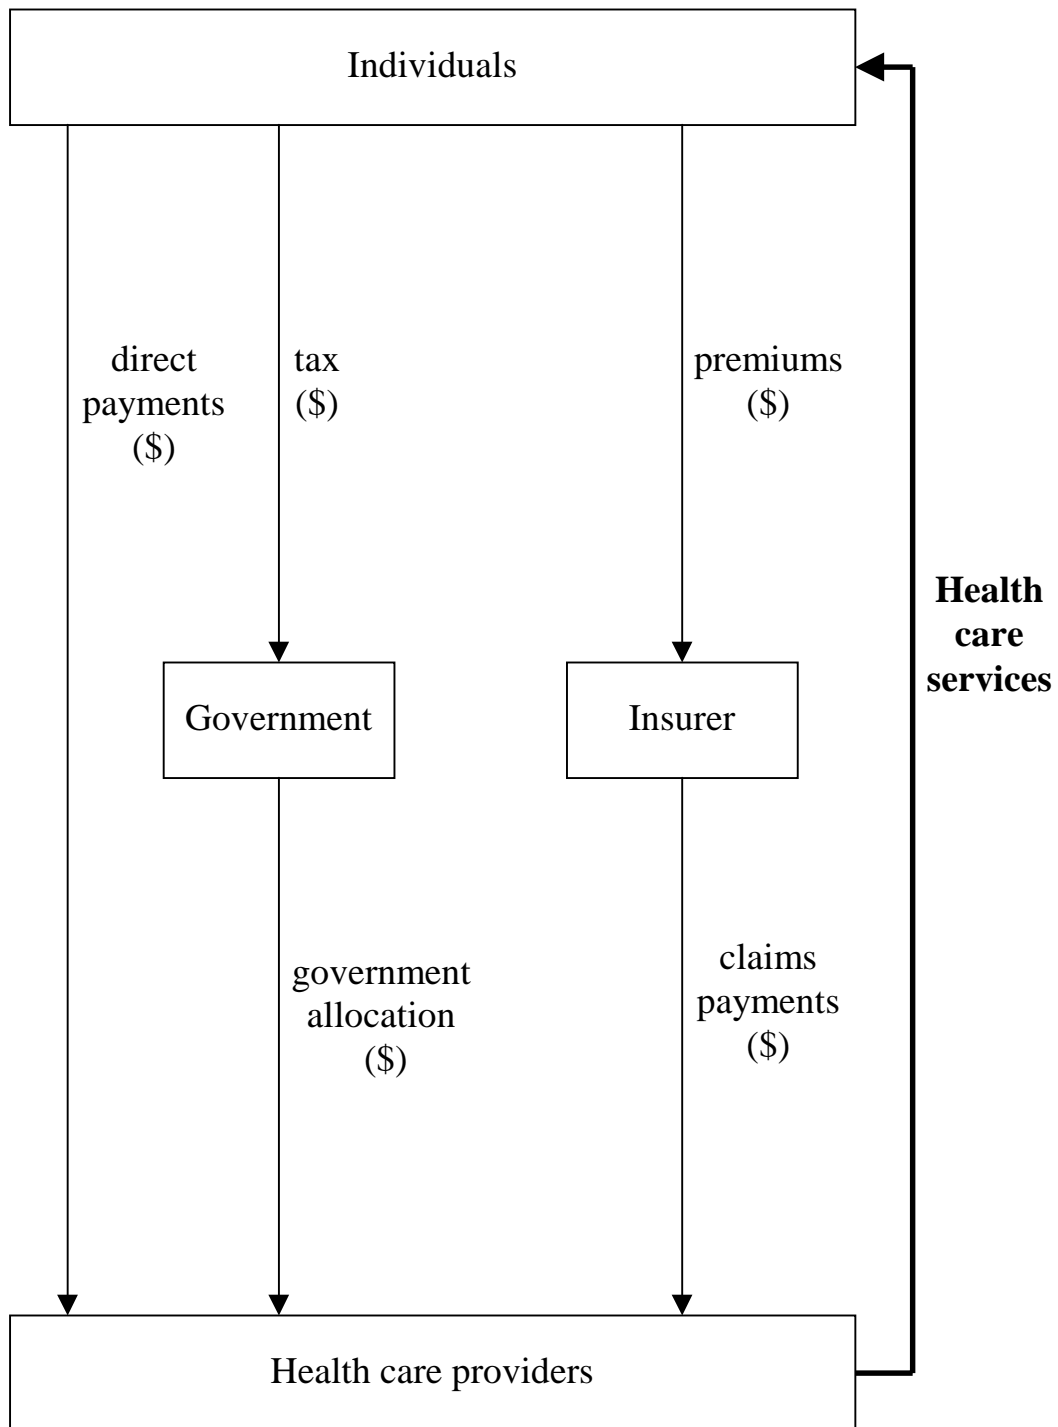 Individuals
direct
payments
($)
tax
($)
premiums
($)
Health
care
services
Government
Insurer
government
allocation
($)
claims
payments
($)
Health care providers